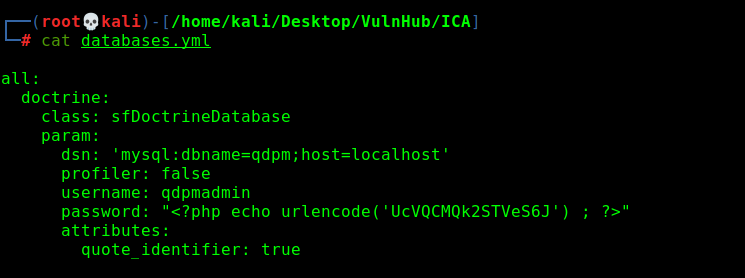 ┌──(root💀kali)-[/home/kali/Desktop/VulnHub/ICA]
└─# cat databases.yml

all:
  doctrine:
    class: sfDoctrineDatabase
    param:
      dsn: 'mysql:dbname=qdpm;host=localhost'
      profiler: false
      username: qdpmadmin
      password: "<?php echo urlencode('UcVQCMQk2STVeS6J') ; ?>"
      attributes:
        quote_identifier: true